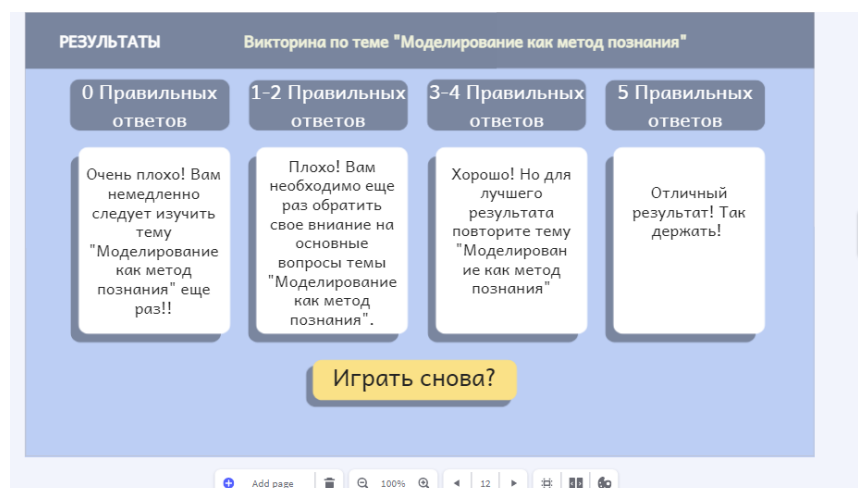 РЕЗУЛЬТАТЫ
Викторина по теме "Моделирование как метод познания"
0 Правильных
ответов
1-2 Правильных
ответов
3-4 Правильных
ответов
5 Правильных
ответов
Очень плохо! Вам
немедленно
следует изучить
тему
"Моделирование
как метод
познания" еще
раз!!
Плохо! Вам
необходимо еще
раз обратить
свое вниание на
основные
вопросы темы
"Моделирование
как метод
познания".
Хорошо! Но для
лучшего
результата
повторите тему
"Моделирован
ие как метод
познания"
Отличный
результат! Так
держать!
Играть снова?
Add page 100% 12